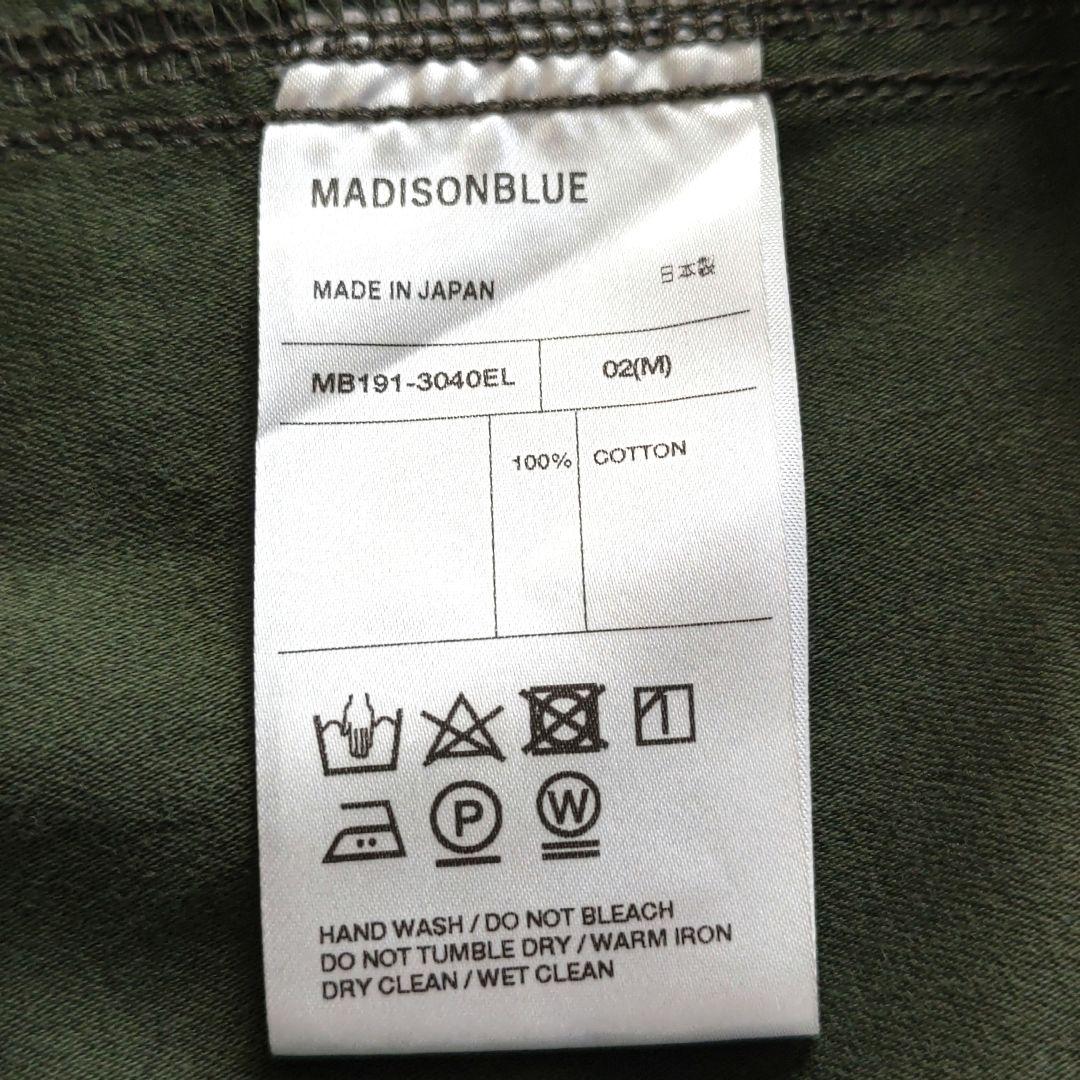 MADISONBLUE
MADE IN JAPAN 日本製
MB191-3040EL 02(M)
100% COTTON
P W
HAND WASH / DO NOT BLEACH
DO NOT TUMBLE DRY / WARM IRON
DRY CLEAN / WET CLEAN